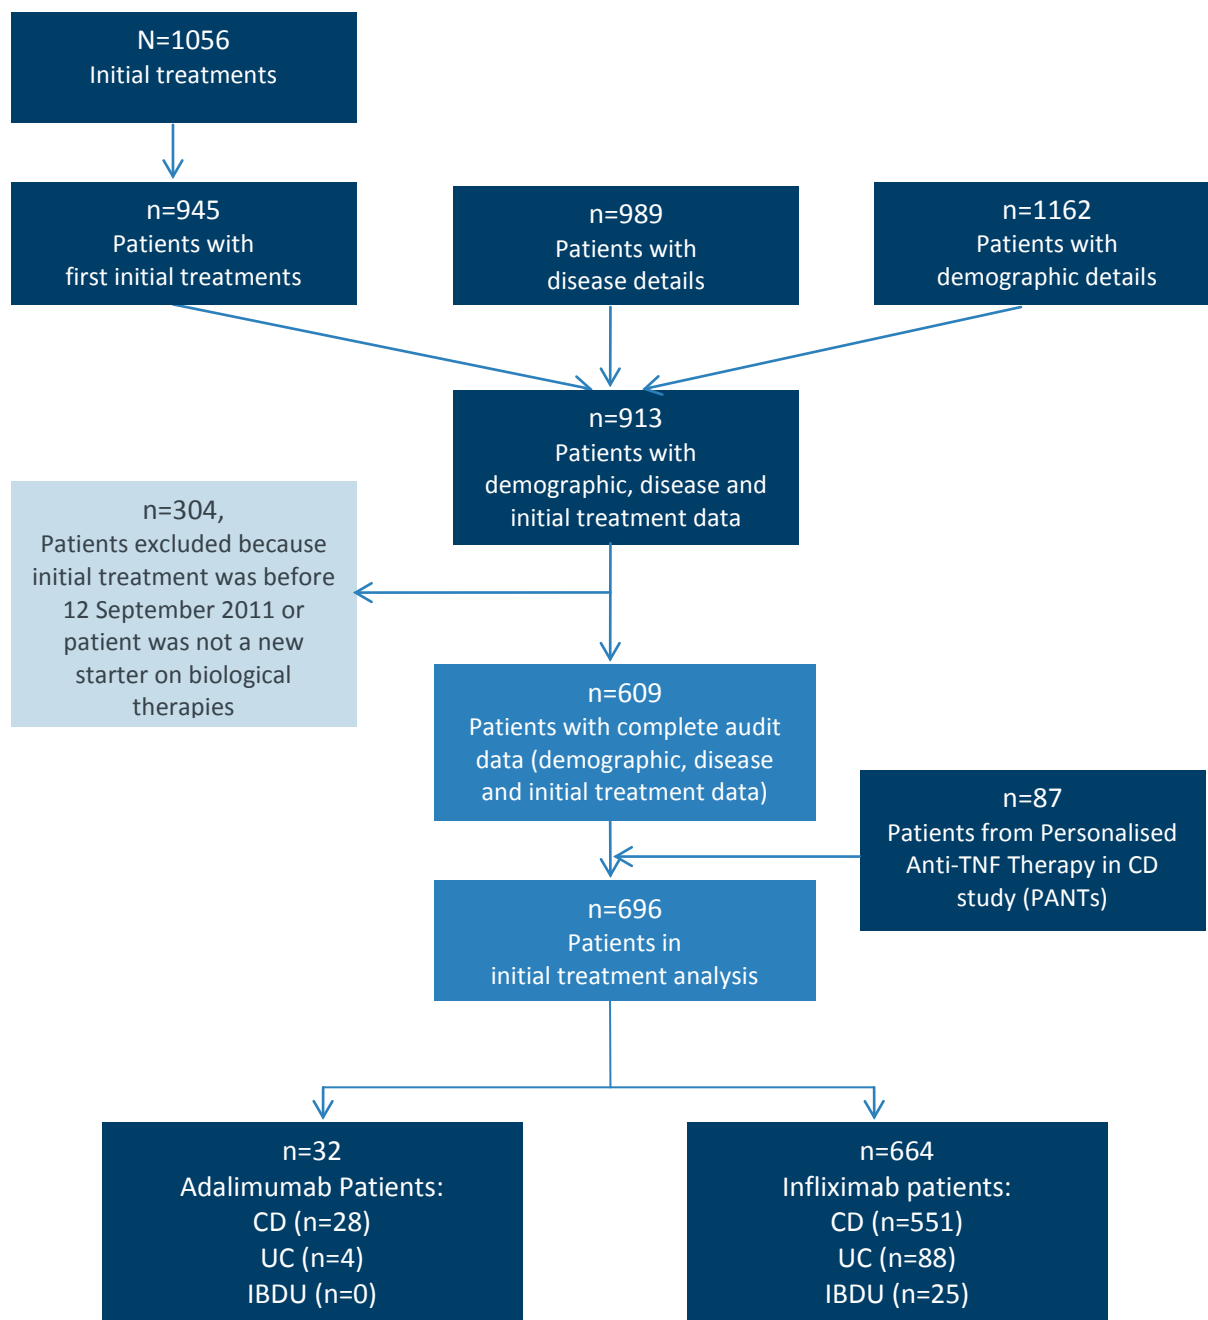 N=1056
Initial treatments
n=945
Patients with
first initial treatments
n=989
Patients with
disease details
n=1162
Patients with
demographic details
n=913
Patients with
demographic, disease and
initial treatment data
n=304,
Patients excluded because
initial treatment was before
12 September 2011 or
patient was not a new
starter on biological
therapies
n=609
Patients with complete audit
data (demographic, disease
and initial treatment data)
n=87
Patients from Personalised
Anti-TNF Therapy in CD
study (PANTs)
n=696
Patients in
initial treatment analysis
n=32
Adalimumab Patients:
CD (n=28)
UC (n=4)
IBDU (n=0)
n=664
Infliximab patients:
CD (n=551)
UC (n=88)
IBDU (n=25)